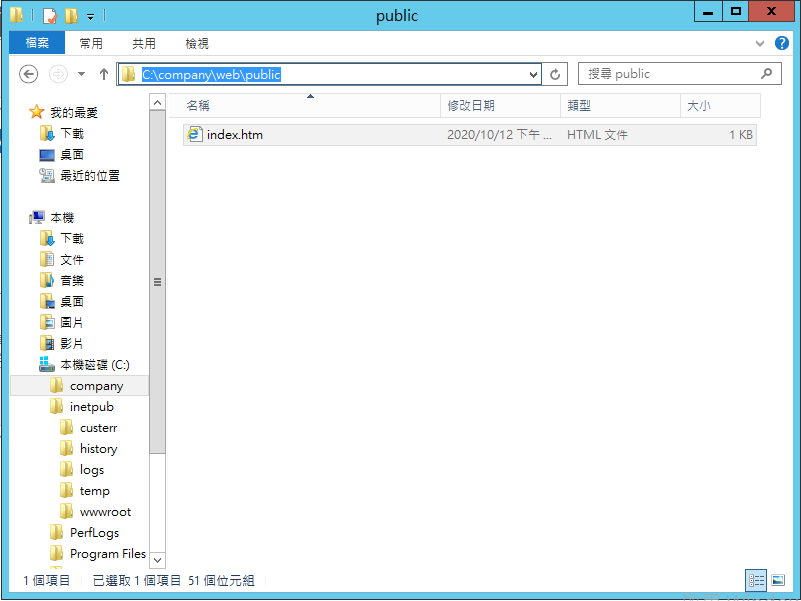 public
檔案 常用 共用 檢視
C:\company\web\public
搜尋 public
我的最愛
下載
桌面
最近的位置
本機
下載
文件
音樂
桌面
圖片
影片
本機磁碟 (C:)
company
inetpub
custerr
history
logs
temp
wwwroot
PerfLogs
Program Files
名稱 修改日期 類型 大小
index.htm 2020/10/12 下午 ... HTML 文件 1 KB
1 個項目 已選取 1 個項目 51 個位元組